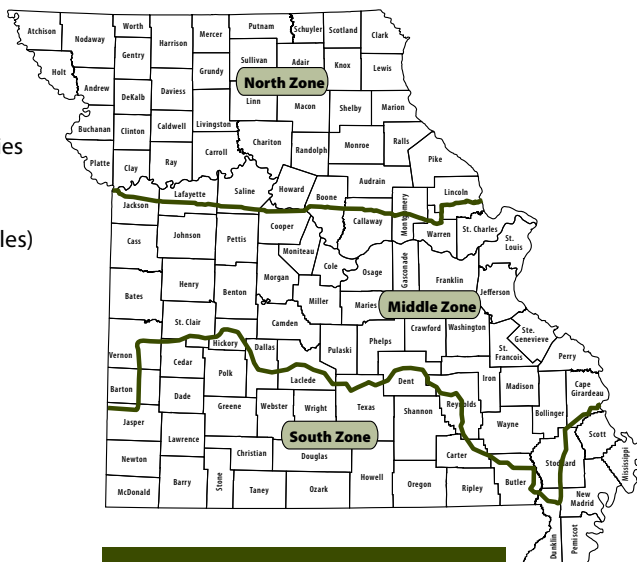 Atchison
Nodaway
Worth
Harrison
Mercer
Putnam
Schuyler
Scotland
Clark
Gentry
Sullivan
Adair
Knox
Lewis
Holt
Andrew
DeKalb
Daviess
Grundy
North Zone
Linn
Macon
Shelby
Marion
ies
Buchanan
Clinton
Caldwell
Livingston
Chariton
Randolph
Monroe
Ralls
Pike
Platte
Clay
Ray
Carroll
Audrain
Jackson
Lafayette
Saline
Howard
Boone
Callaway
Montgomery
Lincoln
les)
Cass
Johnson
Pettis
Cooper
Moniteau
Cole
Osage
Gasconade
Warren
St. Charles
St.
Louis
Franklin
Jefferson
Bates
Henry
Benton
Morgan
Miller
Maries
Middle Zone
St. Clair
Camden
Pulaski
Phelps
Crawford
Washington
St.
Francois
Ste.
Genevieve
Perry
Vernon
Cedar
Hickory
Dallas
Laclede
Dent
Iron
Madison
Cape
Girardeau
Barton
Polk
Dade
Greene
Webster
Wright
Texas
Shannon
Reynolds
Wayne
Bollinger
Scott
Jasper
Lawrence
Christian
South Zone
Douglas
Howell
Carter
Butler
Stoddard
Mississippi
Newton
McDonald
Barry
Stone
Taney
Ozark
Oregon
Ripley
New
Madrid
Dunklin
Pemiscot